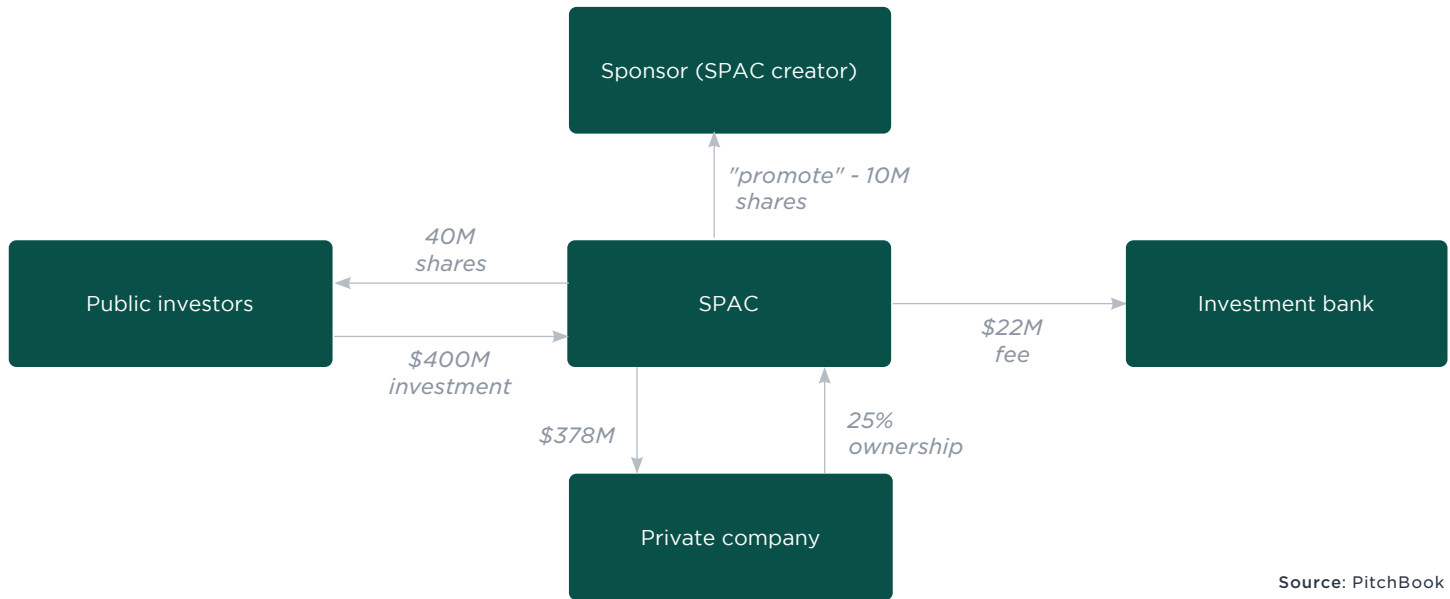 Sponsor (SPAC creator)
"promote" - 10M
shares
40M
shares
Public investors
SPAC
Investment bank
$400M
investment
$22M
fee
$378M
25%
ownership
Private company
Source: PitchBook